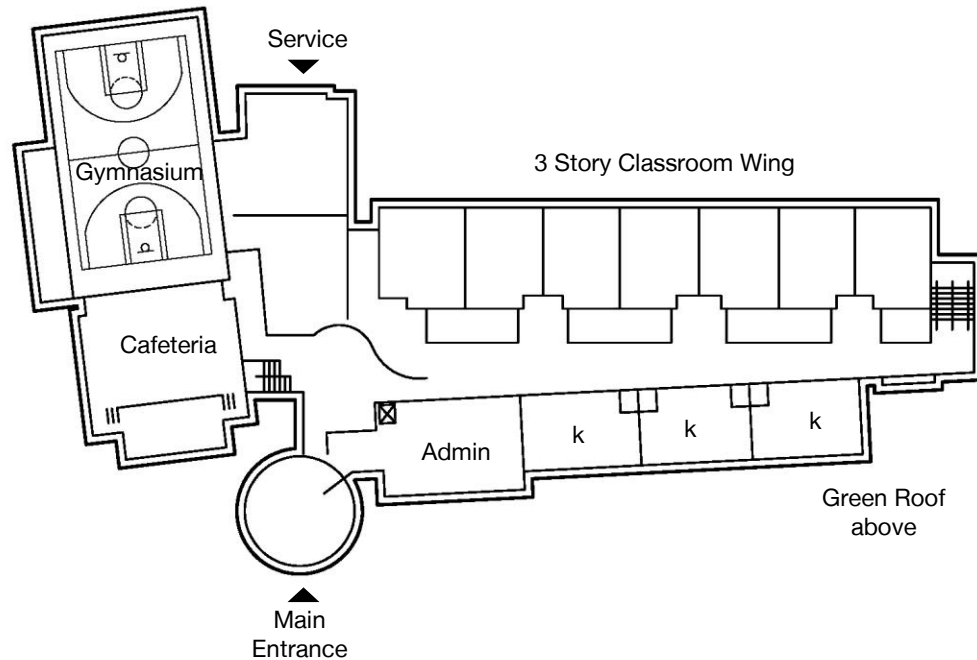 Service
3 Story Classroom Wing
Gymnasium
Cafeteria
Admin
k
k
k
Green Roof
above
Main
Entrance